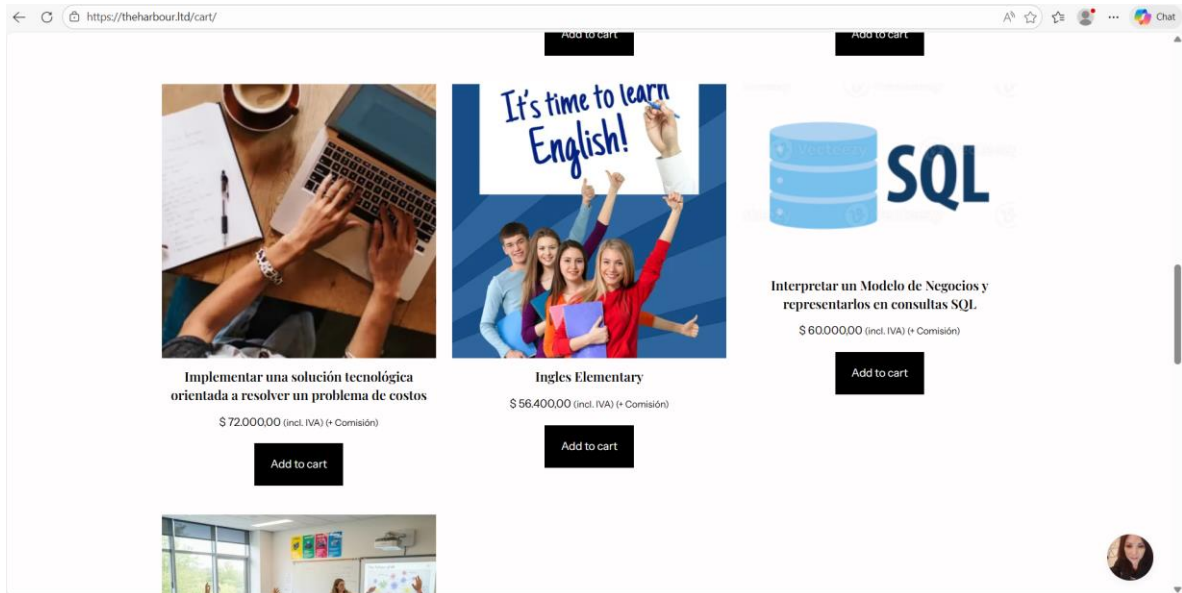 https://theharbour.ltd/cart/
Chat
Add to cart
Add to cart
It's time to learn
English!
SQL
Implementar una solución tecnológica
orientada a resolver un problema de costos
$ 72.000,00 (incl. IVA) (+ Comisión)
Add to cart
Ingles Elementary
$ 56.400,00 (incl. IVA) (+ Comisión)
Add to cart
Interpretar un Modelo de Negocios y
representarlos en consultas SQL
$ 60.000,00 (incl. IVA) (+ Comisión)
Add to cart